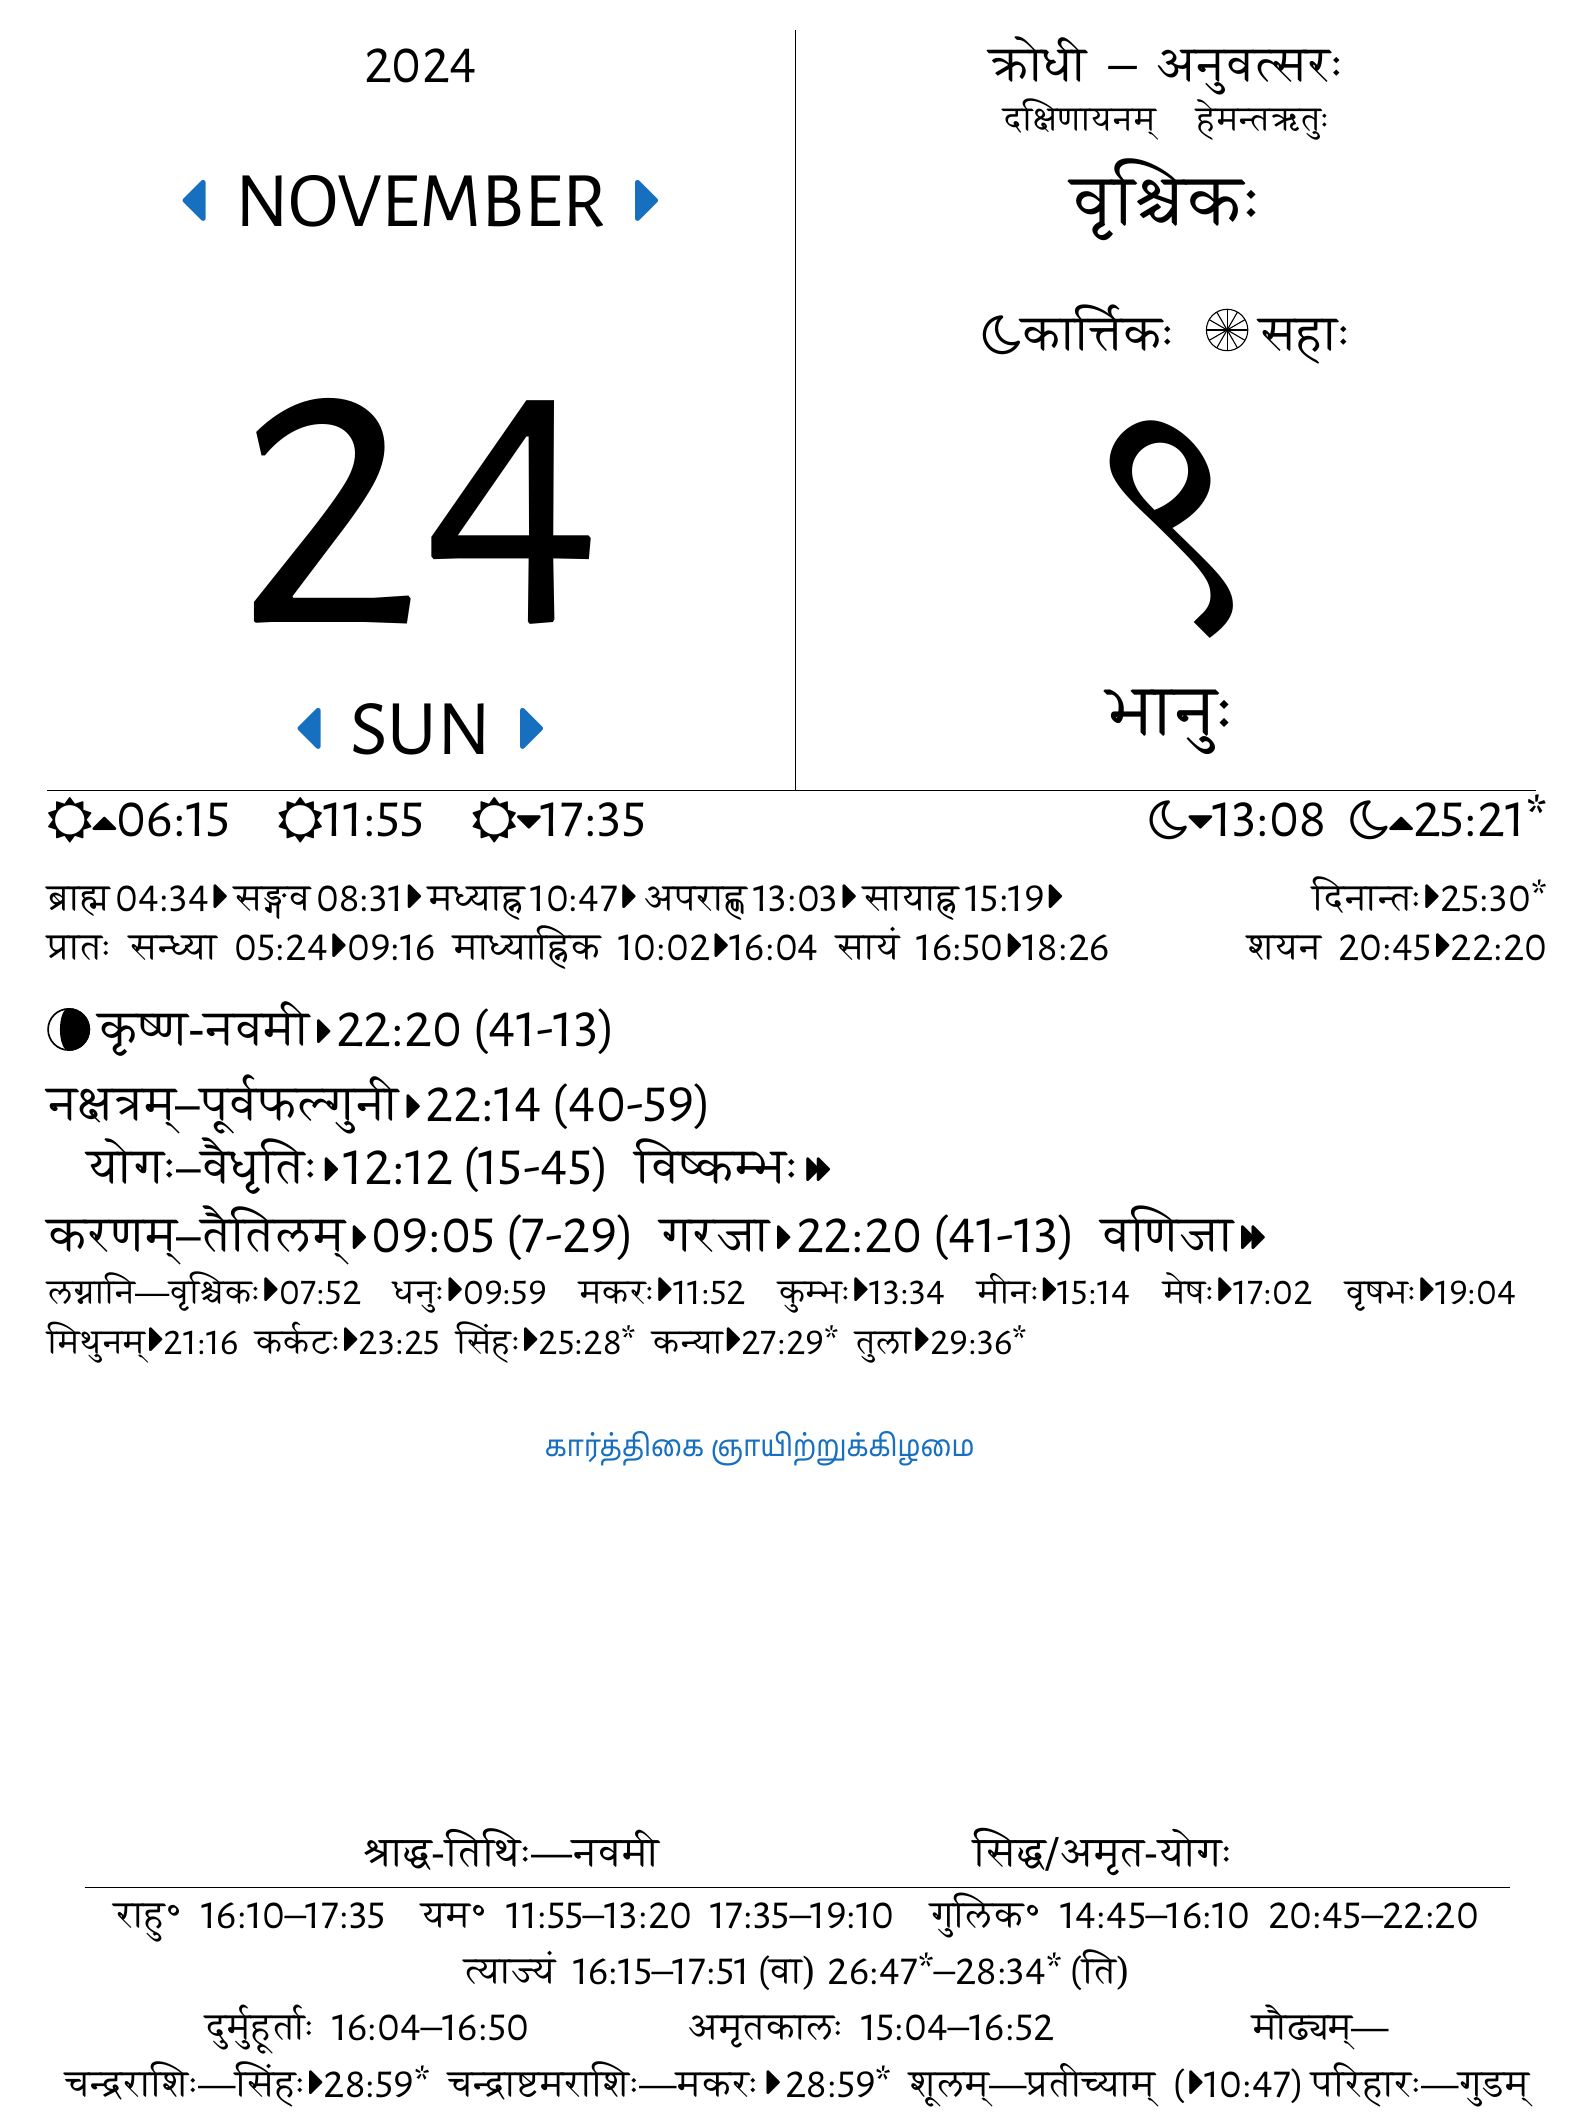 2024
NOVEMBER
24
SUN
क्रोधी – अनुवत्सरः
दक्षिणायनम् हेमन्तऋतुः
वृश्चिकः
कार्त्तिकः सहाः
९
भानुः
06:15 11:55 17:35 13:08 25:21*
ब्राह्म 04:34 सङ्गव 08:31 मध्याह्न 10:47 अपराह्ण 13:03 सायाह्न 15:19 दिनान्तः 25:30*
प्रातः सन्ध्या 05:24 09:16 माध्याह्निक 10:02 16:04 सायं 16:50 18:26 शयन 20:45 22:20
कृष्ण-नवमी 22:20 (41-13)
नक्षत्रम्–पूर्वफल्गुनी 22:14 (40-59)
योगः–वैधृतिः 12:12 (15-45) विष्कम्भः
करणम्–तैतिलम् 09:05 (7-29) गरजा 22:20 (41-13) वणिजा
लग्नानि—वृश्चिकः 07:52 धनुः 09:59 मकरः 11:52 कुम्भः 13:34 मीनः 15:14 मेषः 17:02 वृषभः 19:04
मिथुनम् 21:16 कर्कटः 23:25 सिंहः 25:28* कन्या 27:29* तुला 29:36*
கார்த்திகை ஞாயிற்றுக்கிழமை
श्राद्ध-तिथिः—नवमी सिद्ध/अमृत-योगः
राहु° 16:10–17:35 यम° 11:55–13:20 17:35–19:10 गुलिक° 14:45–16:10 20:45–22:20
त्याज्यं 16:15–17:51 (वा) 26:47*–28:34* (ति)
दुर्मुहूर्ताः 16:04–16:50 अमृतकालः 15:04–16:52 मौढ्यम्—
चन्द्रराशिः—सिंहः 28:59* चन्द्राष्टमराशिः—मकरः 28:59* शूलम्—प्रतीच्याम् ( 10:47) परिहारः—गुडम्